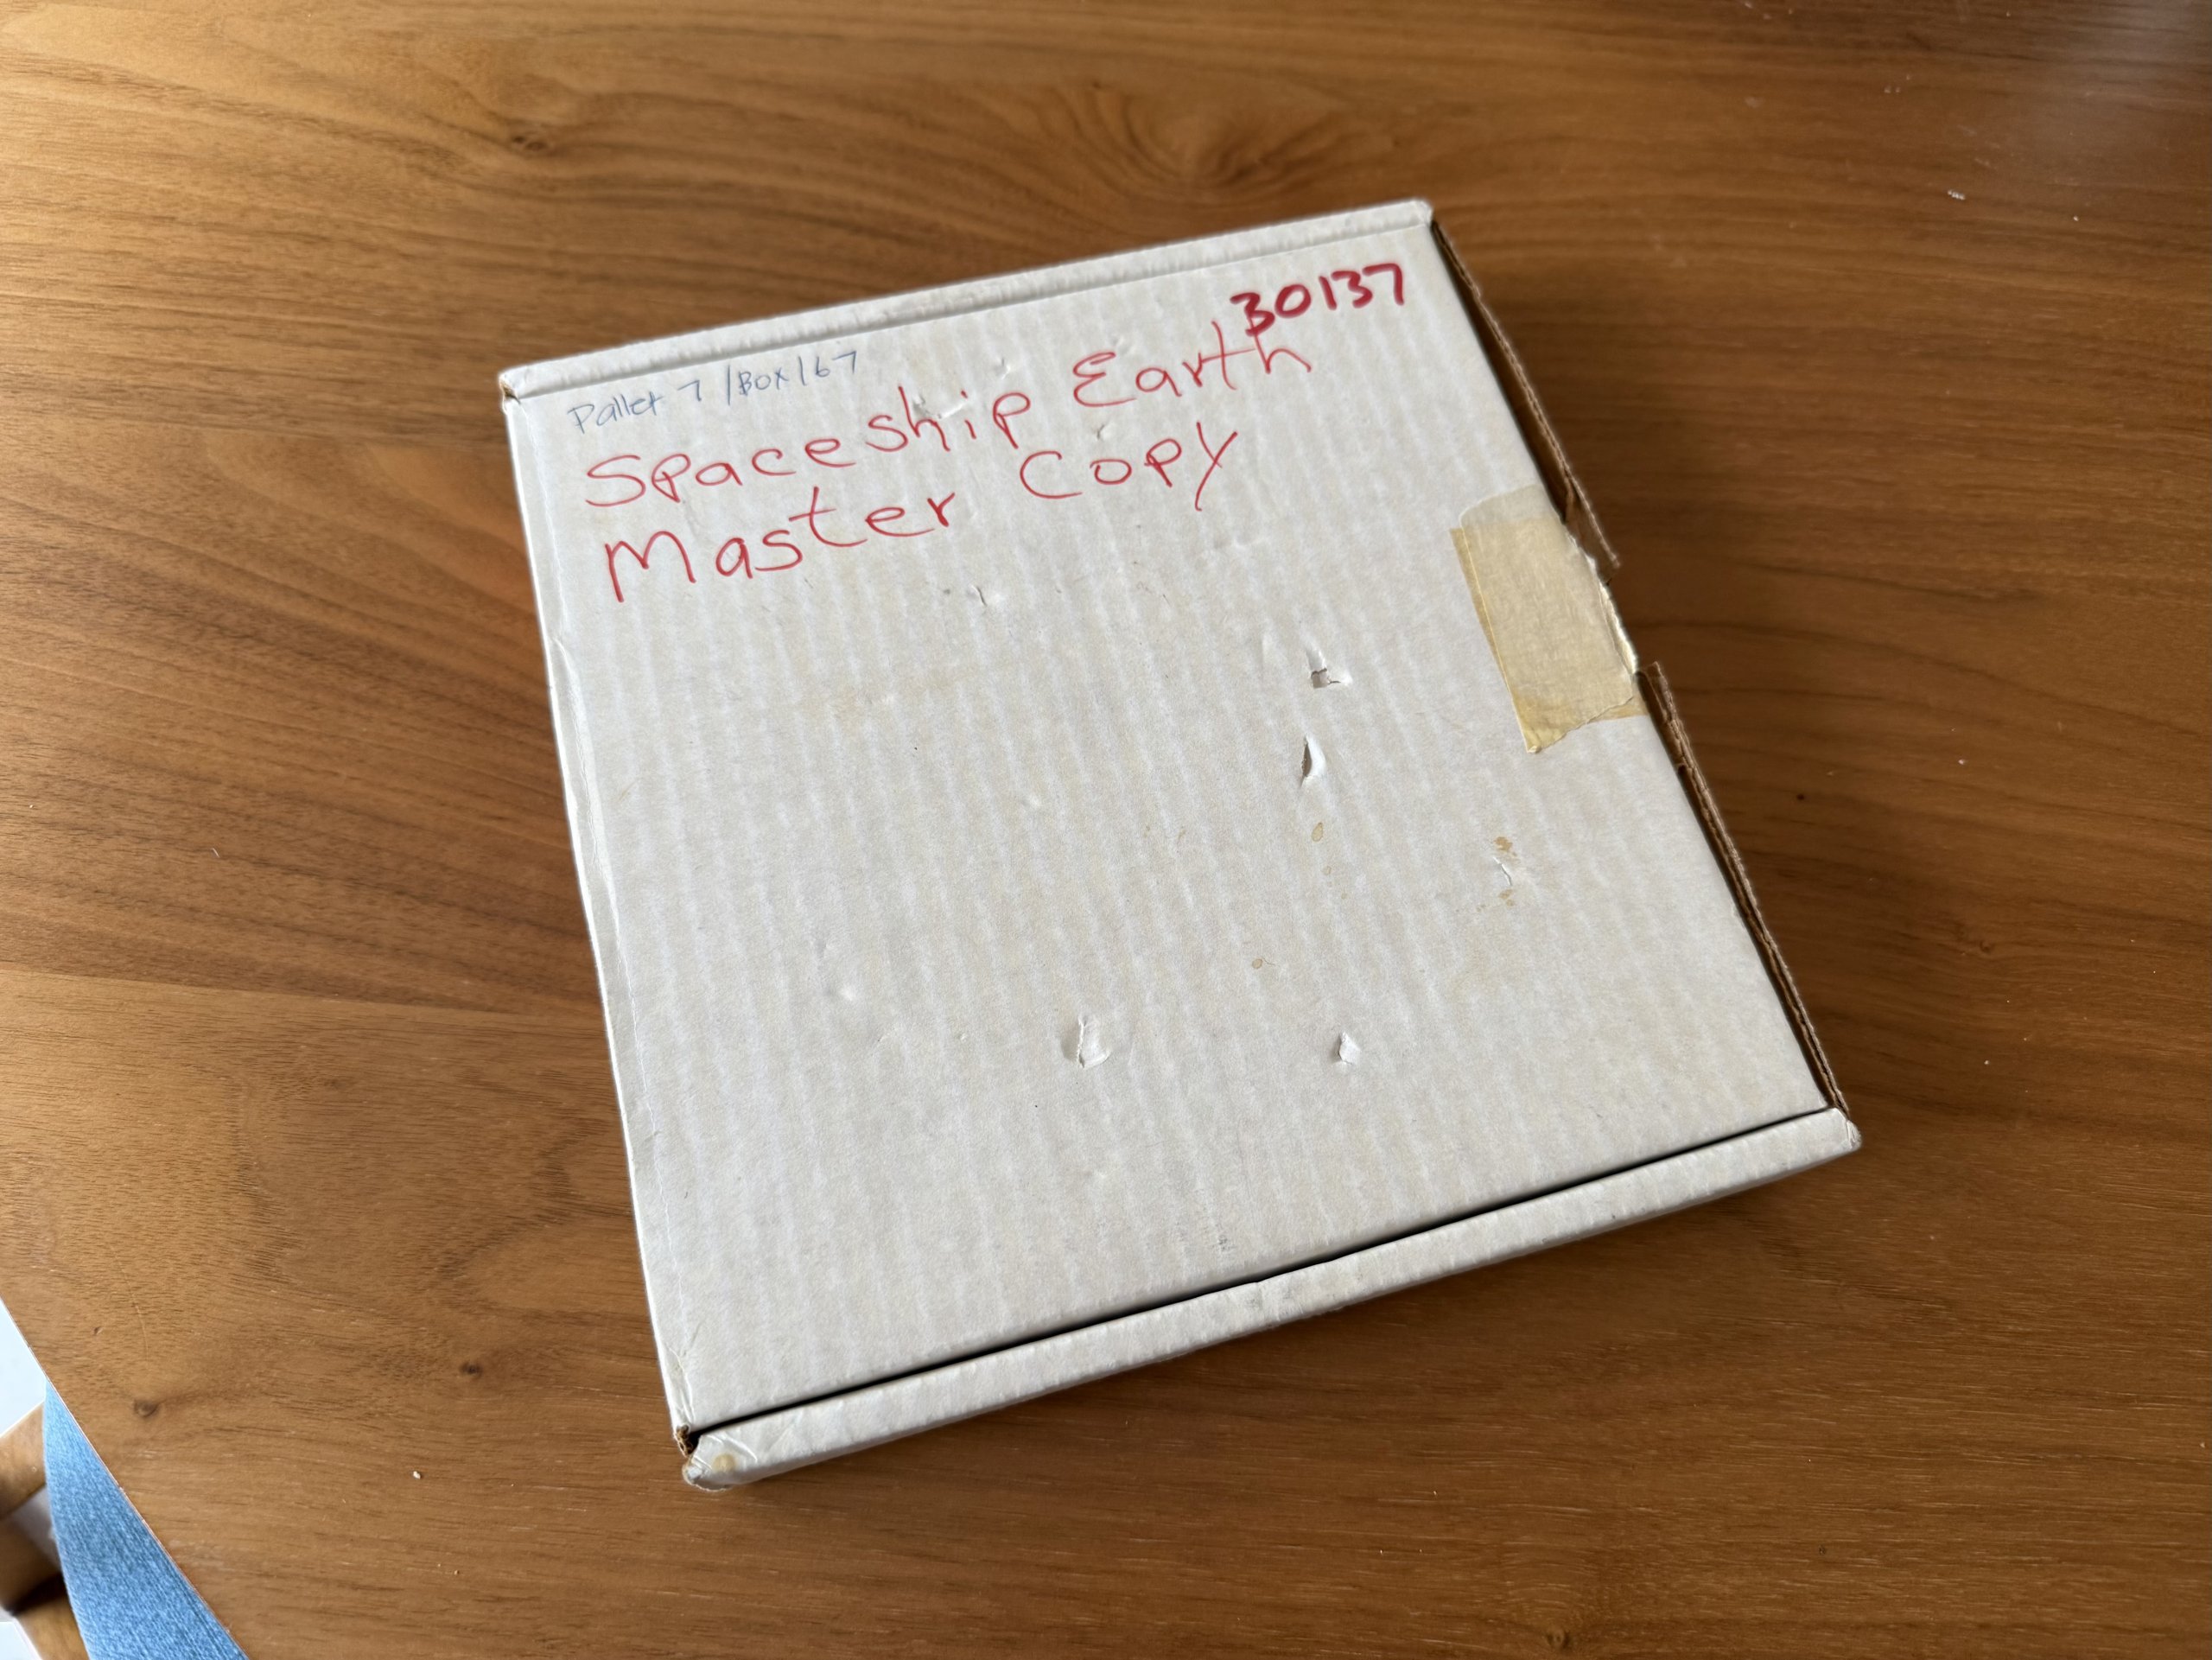 30137
Pallet 7 /Box 167
Spaceship Earth
Master Copy